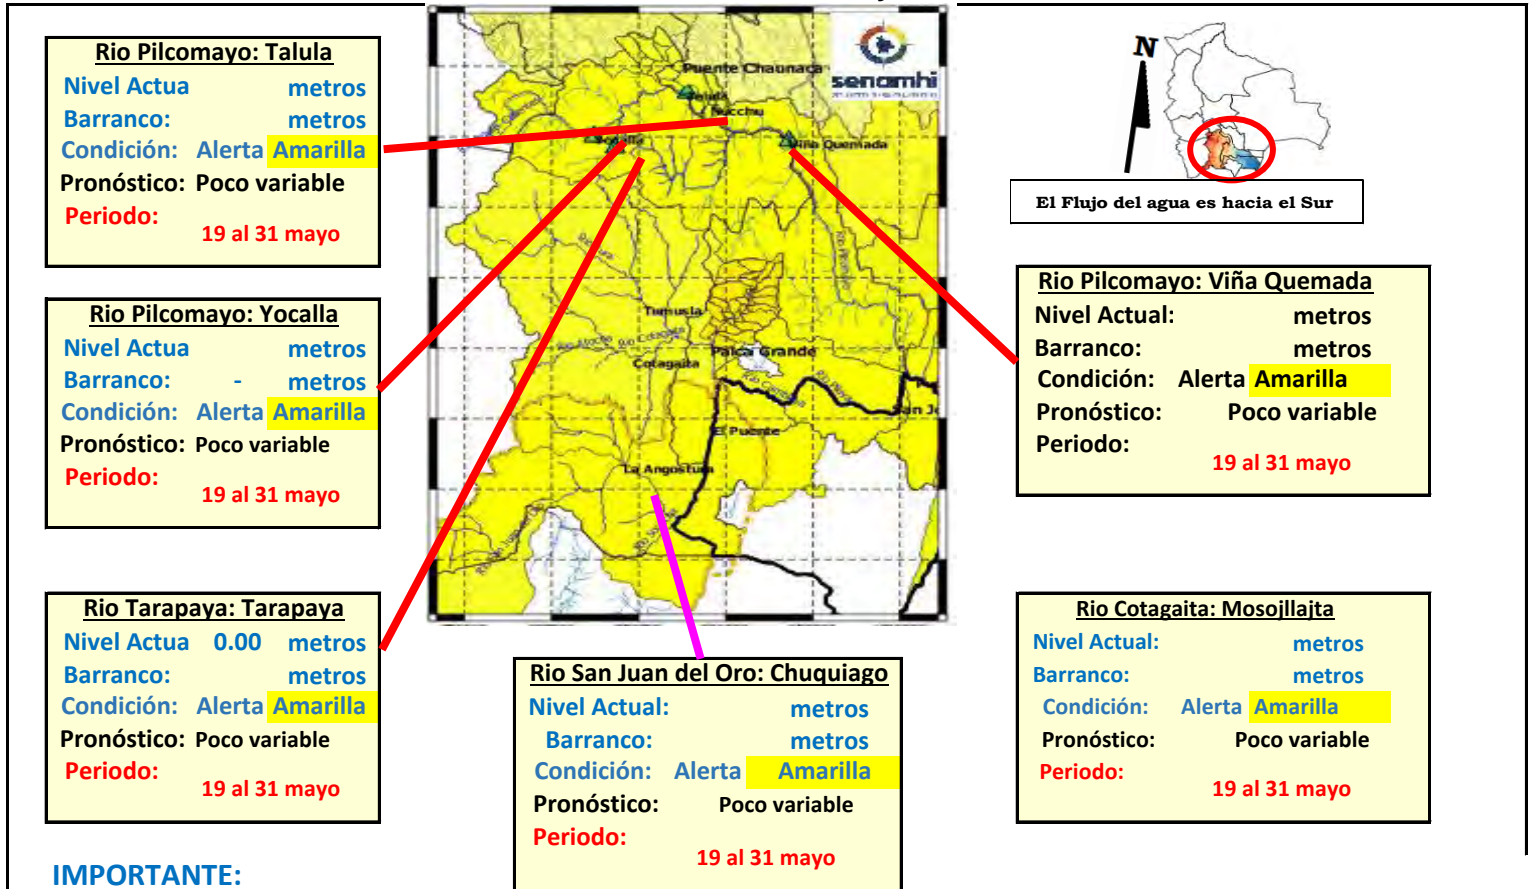 Rio Pilcomayo: Talula
Nivel Actua metros
Barranco: metros
Condición: Alerta Amarilla
Pronóstico: Poco variable
Periodo:
19 al 31 mayo
Rio Pilcomayo: Yocalla
Nivel Actua metros
Barranco: - metros
Condición: Alerta Amarilla
Pronóstico: Poco variable
Periodo:
19 al 31 mayo
Rio Tarapaya: Tarapaya
Nivel Actua 0.00 metros
Barranco: metros
Condición: Alerta Amarilla
Pronóstico: Poco variable
Periodo:
19 al 31 mayo
IMPORTANTE:
senamhi
Puente Chaunaca
Viña Quemada
Tumusla
Rio Cotagaita
Cotagaita
Palca Grande
San J
El Puente
La Angostura
Rio San Juan del Oro: Chuquiago
Nivel Actual: metros
Barranco: metros
Condición: Alerta Amarilla
Pronóstico: Poco variable
Periodo:
19 al 31 mayo
N
El Flujo del agua es hacia el Sur
Rio Pilcomayo: Viña Quemada
Nivel Actual: metros
Barranco: metros
Condición: Alerta Amarilla
Pronóstico: Poco variable
Periodo:
19 al 31 mayo
Rio Cotagaita: Mosojllajta
Nivel Actual: metros
Barranco: metros
Condición: Alerta Amarilla
Pronóstico: Poco variable
Periodo:
19 al 31 mayo